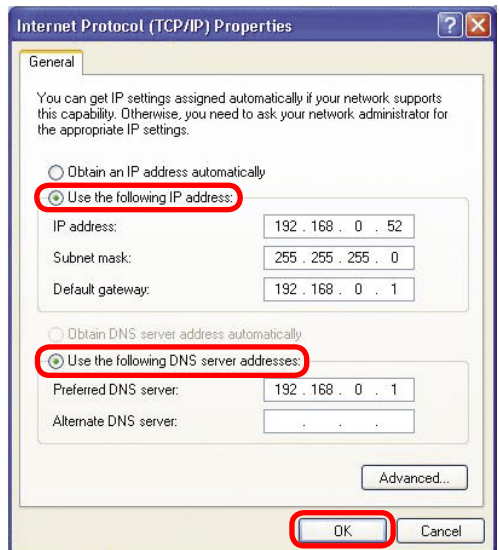 Internet Protocol (TCP/IP) Properties
General
You can get IP settings assigned automatically if your network supports
this capability. Otherwise, you need to ask your network administrator for
the appropriate IP settings.
Obtain an IP address automatically
Use the following IP address:
IP address: 192 . 168 . 0 . 52
Subnet mask: 255 . 255 . 255 . 0
Default gateway: 192 . 168 . 0 . 1
Obtain DNS server address automatically
Use the following DNS server addresses:
Preferred DNS server: 192 . 168 . 0 . 1
Alternate DNS server: . . .
Advanced...
OK Cancel